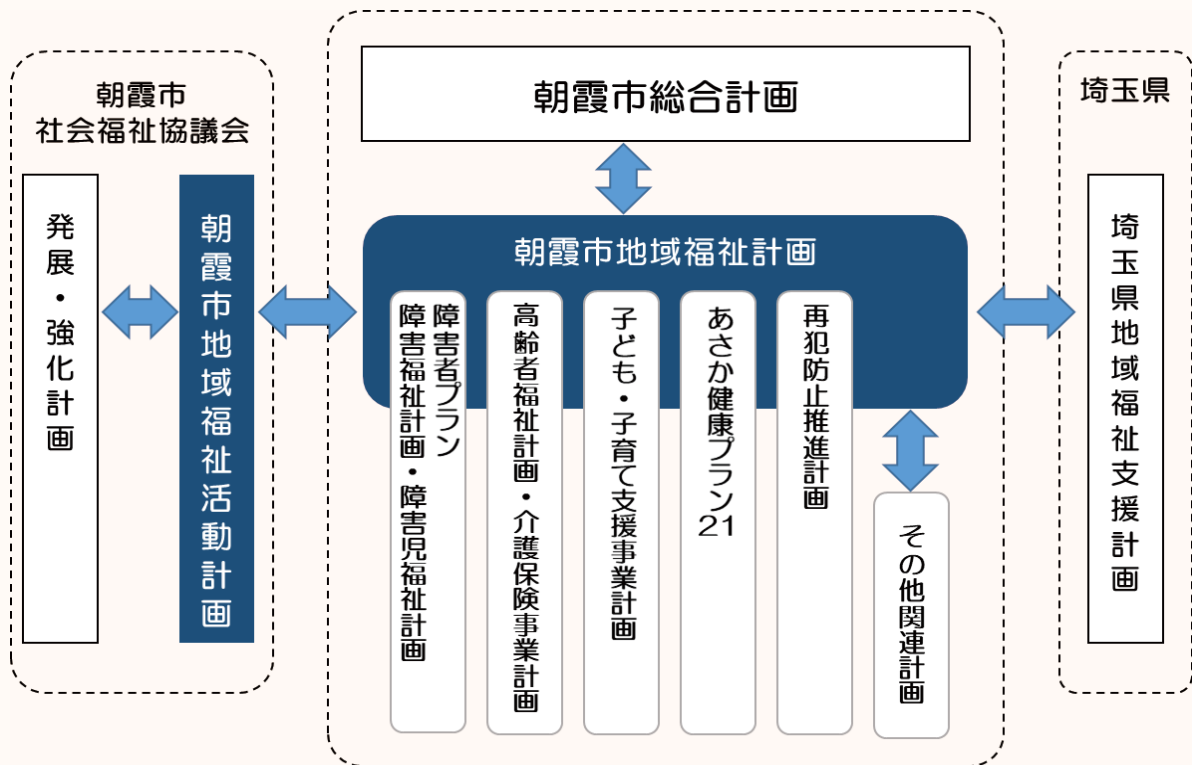 朝霞市
社会福祉協議会
発展・強化計画
朝霞市地域福祉活動計画
朝霞市総合計画
朝霞市地域福祉計画
障害者プラン
障害福祉計画・障害児福祉計画
高齢者福祉計画・介護保険事業計画
子ども・子育て支援事業計画
あさか健康プラン21
再犯防止推進計画
その他関連計画
埼玉県
埼玉県地域福祉支援計画